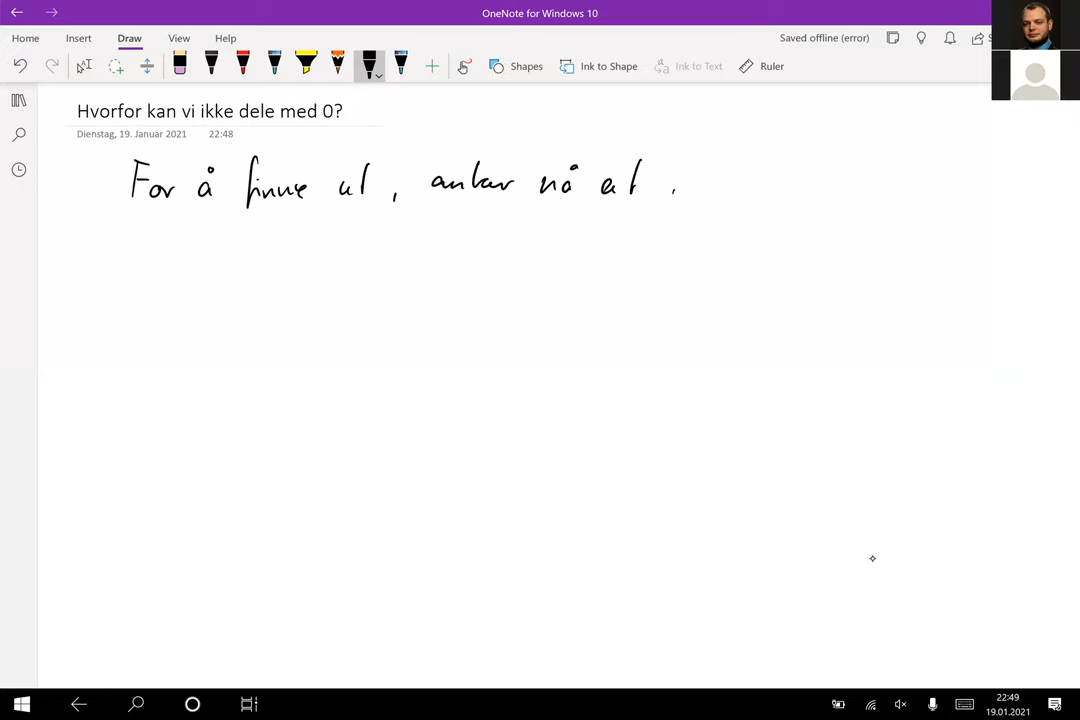 OneNote for Windows 10
Home Insert Draw View Help Saved offline (error) S
Shapes Ink to Shape Ink to Text Ruler
Hvorfor kan vi ikke dele med 0?
Dienstag, 19. Januar 2021 22:48
For å finne ut, antar nå at
22:49
19.01.2021